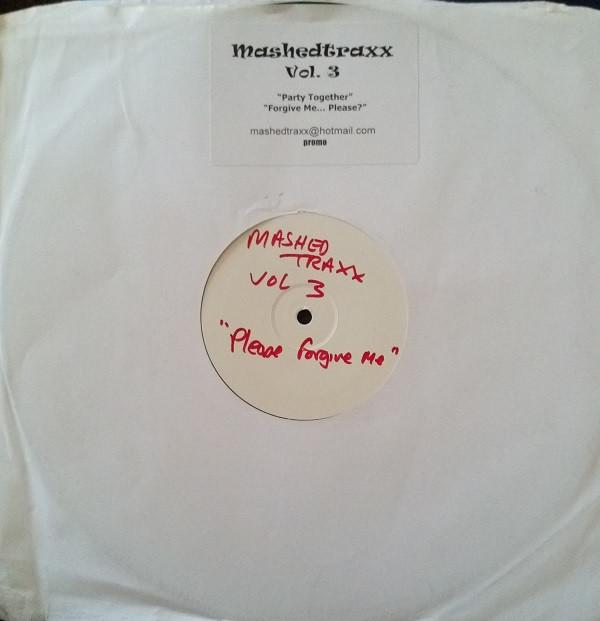 Mashedtraxx
Vol. 3
"Party Together"
"Forgive Me... Please?"
mashedtraxx@hotmail.com
promo
MASHED
TRAXX
VOL 3
"Please forgive me"